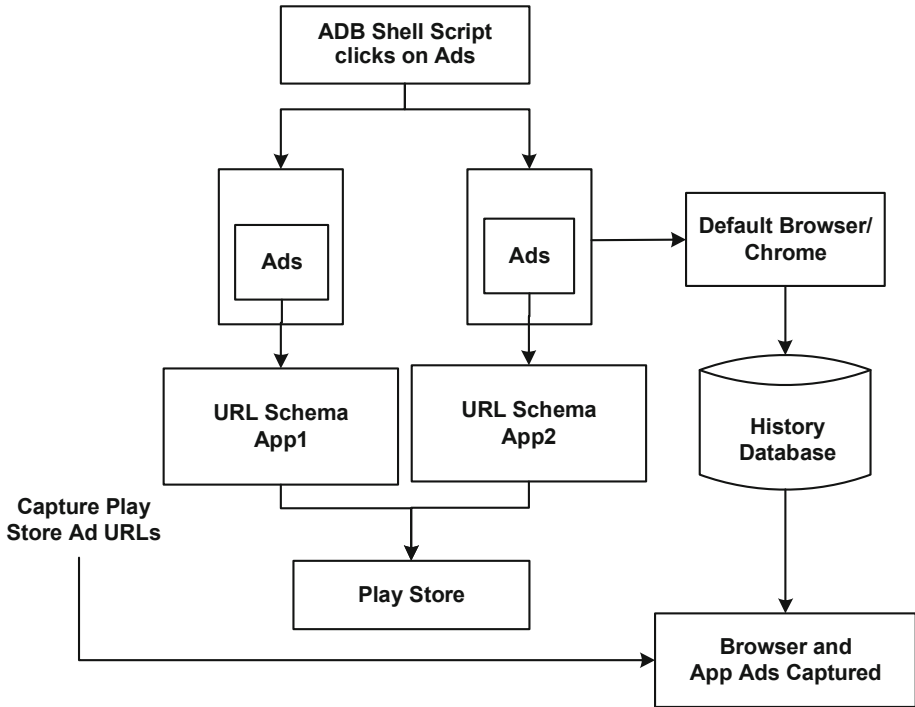 ADB Shell Script
clicks on Ads
Ads
Ads
Default Browser/
Chrome
URL Schema
App1
URL Schema
App2
History
Database
Capture Play
Store Ad URLs
Play Store
Browser and
App Ads Captured